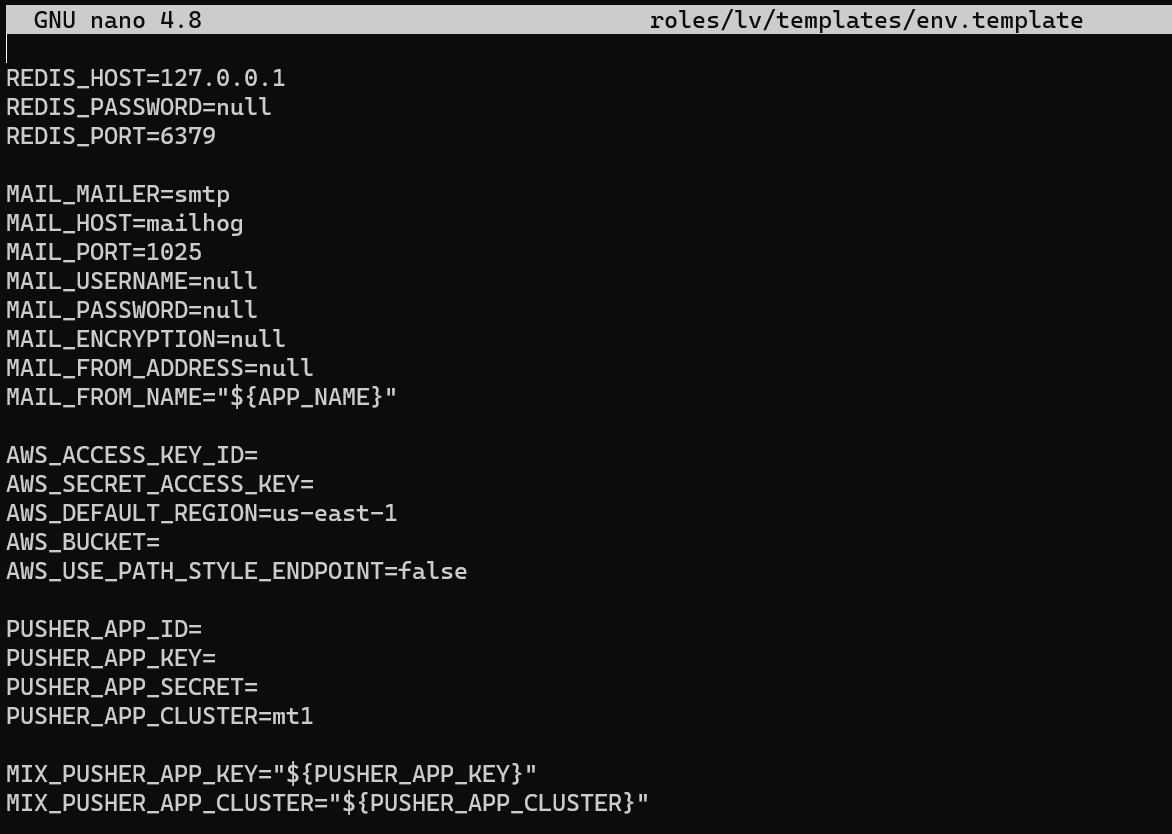 GNU nano 4.8 roles/lv/templates/env.template
REDIS_HOST=127.0.0.1
REDIS_PASSWORD=null
REDIS_PORT=6379
MAIL_MAILER=smtp
MAIL_HOST=mailhog
MAIL_PORT=1025
MAIL_USERNAME=null
MAIL_PASSWORD=null
MAIL_ENCRYPTION=null
MAIL_FROM_ADDRESS=null
MAIL_FROM_NAME="${APP_NAME}"
AWS_ACCESS_KEY_ID=
AWS_SECRET_ACCESS_KEY=
AWS_DEFAULT_REGION=us-east-1
AWS_BUCKET=
AWS_USE_PATH_STYLE_ENDPOINT=false
PUSHER_APP_ID=
PUSHER_APP_KEY=
PUSHER_APP_SECRET=
PUSHER_APP_CLUSTER=mt1
MIX_PUSHER_APP_KEY="${PUSHER_APP_KEY}"
MIX_PUSHER_APP_CLUSTER="${PUSHER_APP_CLUSTER}"